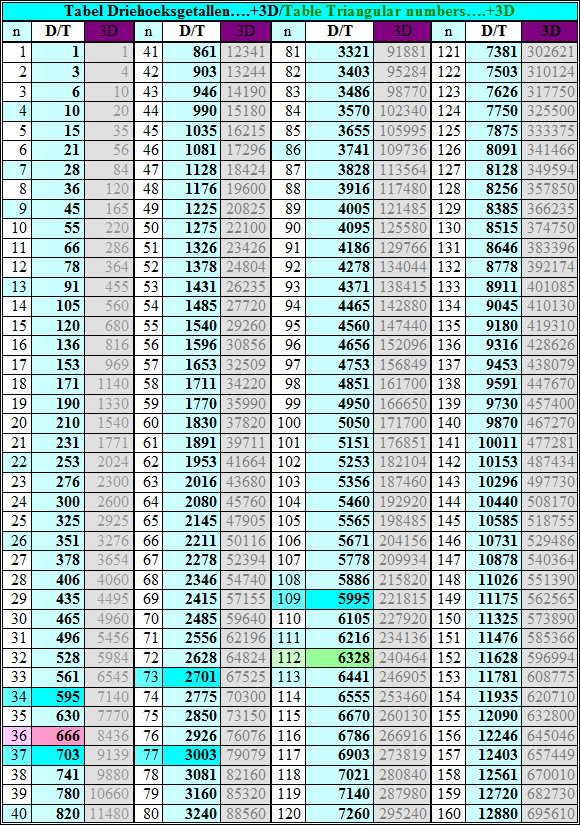 Tabel Driehoeksgetallen….+3D/Table Triangular numbers….+3D
n D/T 3D n D/T 3D n D/T 3D n D/T 3D
1 1 1 41 861 12341 81 3321 91881 121 7381 302621
2 3 4 42 903 13244 82 3403 95284 122 7503 310124
3 6 10 43 946 14190 83 3486 98770 123 7626 317750
4 10 20 44 990 15180 84 3570 102340 124 7750 325500
5 15 35 45 1035 16215 85 3655 105995 125 7875 333375
6 21 56 46 1081 17296 86 3741 109736 126 8091 341466
7 28 84 47 1128 18424 87 3828 113564 127 8128 349594
8 36 120 48 1176 19600 88 3916 117480 128 8256 357850
9 45 165 49 1225 20825 89 4005 121485 129 8385 366235
10 55 220 50 1275 22100 90 4095 125580 130 8515 374750
11 66 286 51 1326 23426 91 4186 129766 131 8646 383396
12 78 364 52 1378 24804 92 4278 134044 132 8778 392174
13 91 455 53 1431 26235 93 4371 138415 133 8911 401085
14 105 560 54 1485 27720 94 4465 142880 134 9045 410130
15 120 680 55 1540 29260 95 4560 147440 135 9180 419310
16 136 816 56 1596 30856 96 4656 152096 136 9316 428626
17 153 969 57 1653 32509 97 4753 156849 137 9453 438079
18 171 1140 58 1711 34220 98 4851 161700 138 9591 447670
19 190 1330 59 1770 35990 99 4950 166650 139 9730 457400
20 210 1540 60 1830 37820 100 5050 171700 140 9870 467270
21 231 1771 61 1891 39711 101 5151 176851 141 10011 477281
22 253 2024 62 1953 41664 102 5253 182104 142 10153 487434
23 276 2300 63 2016 43680 103 5356 187460 143 10296 497730
24 300 2600 64 2080 45760 104 5460 192920 144 10440 508170
25 325 2925 65 2145 47905 105 5565 198485 145 10585 518755
26 351 3276 66 2211 50116 106 5671 204156 146 10731 529486
27 378 3654 67 2278 52394 107 5778 209934 147 10878 540364
28 406 4060 68 2346 54740 108 5886 215820 148 11026 551390
29 435 4495 69 2415 57155 109 5995 221815 149 11175 562565
30 465 4960 70 2485 59640 110 6105 227920 150 11325 573890
31 496 5456 71 2556 62196 111 6216 234136 151 11476 585366
32 528 5984 72 2628 64824 112 6328 240464 152 11628 596994
33 561 6545 73 2701 67525 113 6441 246905 153 11781 608775
34 595 7140 74 2775 70300 114 6555 253460 154 11935 620710
35 630 7770 75 2850 73150 115 6670 260130 155 12090 632800
36 666 8436 76 2926 76076 116 6786 266916 156 12246 645046
37 703 9139 77 3003 79079 117 6903 273819 157 12403 657449
38 741 9880 78 3081 82160 118 7021 280840 158 12561 670010
39 780 10660 79 3160 85320 119 7140 287980 159 12720 682730
40 820 11480 80 3240 88560 120 7260 295240 160 12880 695610